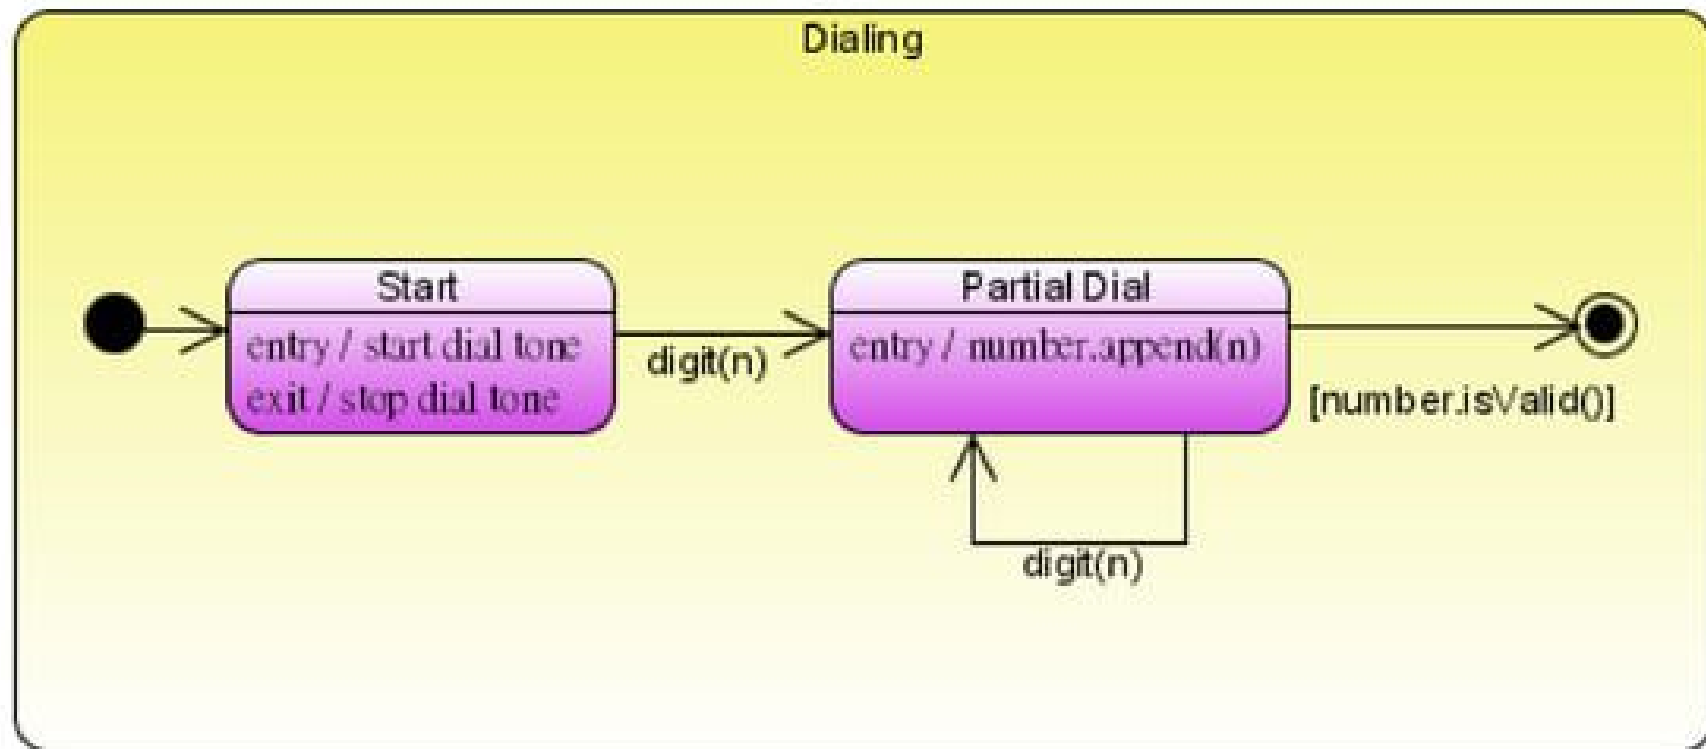 Dialing
Start
entry / start dial tone
exit / stop dial tone
digit(n)
Partial Dial
entry / number.append(n)
digit(n)
[number.isValid()]